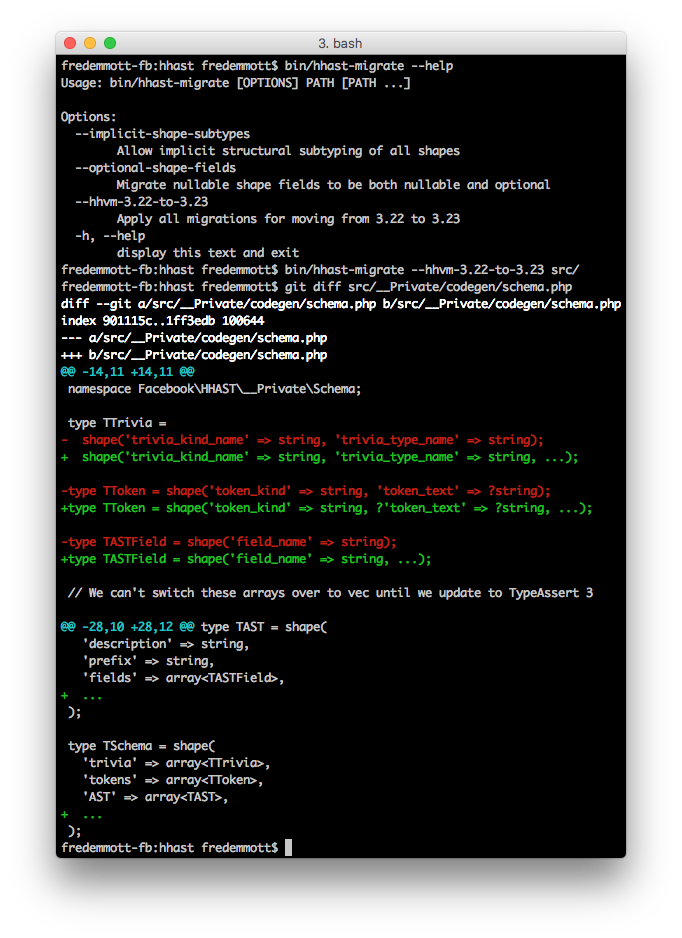 3. bash
fredemmott-fb:hhast fredemmott$ bin/hhast-migrate --help
Usage: bin/hhast-migrate [OPTIONS] PATH [PATH ...]

Options:
  --implicit-shape-subtypes
        Allow implicit structural subtyping of all shapes
  --optional-shape-fields
        Migrate nullable shape fields to be both nullable and optional
  --hhvm-3.22-to-3.23
        Apply all migrations for moving from 3.22 to 3.23
  -h, --help
        display this text and exit
fredemmott-fb:hhast fredemmott$ bin/hhast-migrate --hhvm-3.22-to-3.23 src/
fredemmott-fb:hhast fredemmott$ git diff src/__Private/codegen/schema.php
diff --git a/src/__Private/codegen/schema.php b/src/__Private/codegen/schema.php
index 901115c..1ff3edb 100644
--- a/src/__Private/codegen/schema.php
+++ b/src/__Private/codegen/schema.php
@@ -14,11 +14,11 @@
 namespace Facebook\HHAST\__Private\Schema;

 type TTrivia =
-  shape('trivia_kind_name' => string, 'trivia_type_name' => string);
+  shape('trivia_kind_name' => string, 'trivia_type_name' => string, ...);

-type TToken = shape('token_kind' => string, 'token_text' => ?string);
+type TToken = shape('token_kind' => string, ?'token_text' => ?string, ...);

-type TASTField = shape('field_name' => string);
+type TASTField = shape('field_name' => string, ...);

 // We can't switch these arrays over to vec until we update to TypeAssert 3

@@ -28,10 +28,12 @@ type TAST = shape(
   'description' => string,
   'prefix' => string,
   'fields' => array<TASTField>,
+  ...
 );

 type TSchema = shape(
   'trivia' => array<TTrivia>,
   'tokens' => array<TToken>,
   'AST' => array<TAST>,
+  ...
 );
fredemmott-fb:hhast fredemmott$